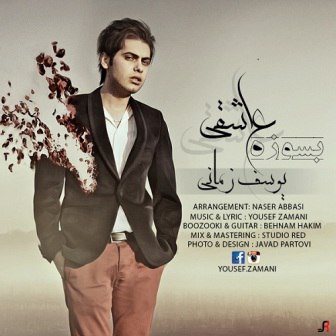 بسوزه عاشقی
یوسف زمانی
ARRANGEMENT: NASER ABBASI
MUSIC & LYRIC : YOUSEF ZAMANI
BOOZOOKI & GUITAR : BEHNAM HAKIM
MIX & MASTERING : STUDIO RED
PHOTO & DESIGN : JAVAD PARTOVI
YOUSEF.ZAMANI